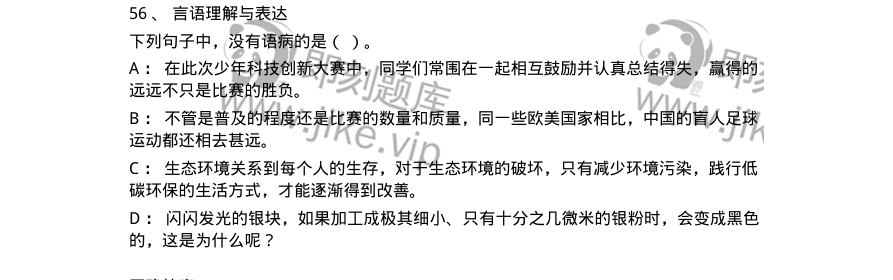 56 、 言语理解与表达
下列句子中，没有语病的是（ ）。
A： 在此次少年科技创新大赛中，同学们常围在一起相互鼓励并认真总结得失，赢得的
远远不只是比赛的胜负。
B： 不管是普及的程度还是比赛的数量和质量，同一些欧美国家相比，中国的盲人足球
运动都还相去甚远。
C： 生态环境关系到每个人的生存，对于生态环境的破坏，只有减少环境污染，践行低
碳环保的生活方式，才能逐渐得到改善。
D： 闪闪发光的银块，如果加工成极其细小、只有十分之几微米的银粉时，会变成黑色
的，这是为什么呢？
即刻题库
www.jike.vip